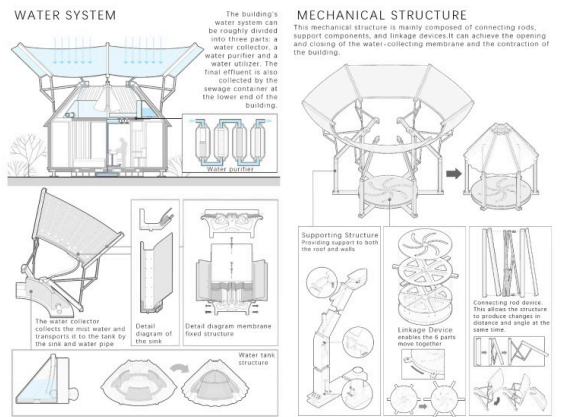 WATER SYSTEM
The building's
water system can
be roughly divided
into three parts: a
water collector, a
water purifier and a
water utilizer. The
final effluent is also
collected by the
sewage container at
the lower end of the
building.
Water purifier
The water collector
collects the mist water and
transports it to the tank by
the sink and water pipe
Detail
diagram of
the sink
Detail diagram membrane
fixed structure
Water tank
structure
MECHANICAL STRUCTURE
This mechanical structure is mainly composed of connecting rods,
support components, and linkage devices.It can achieve the opening
and closing of the water-collecting membrane and the contraction of
the building.
Supporting Structure
Providing support to both
the roof and walls
Linkage Device
enables the 6 parts
move together
Connecting rod device.
This allows the structure
to produce changes in
distance and angle at the
same time.